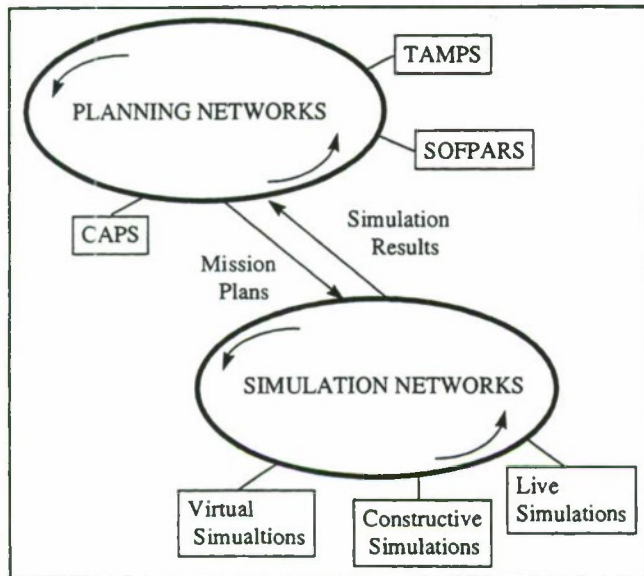 TAMPS
PLANNING NETWORKS
SOFPARS
CAPS
Simulation
Results
Mission
Plans
SIMULATION NETWORKS
Virtual
Simualtions
Constructive
Simulations
Live
Simulations